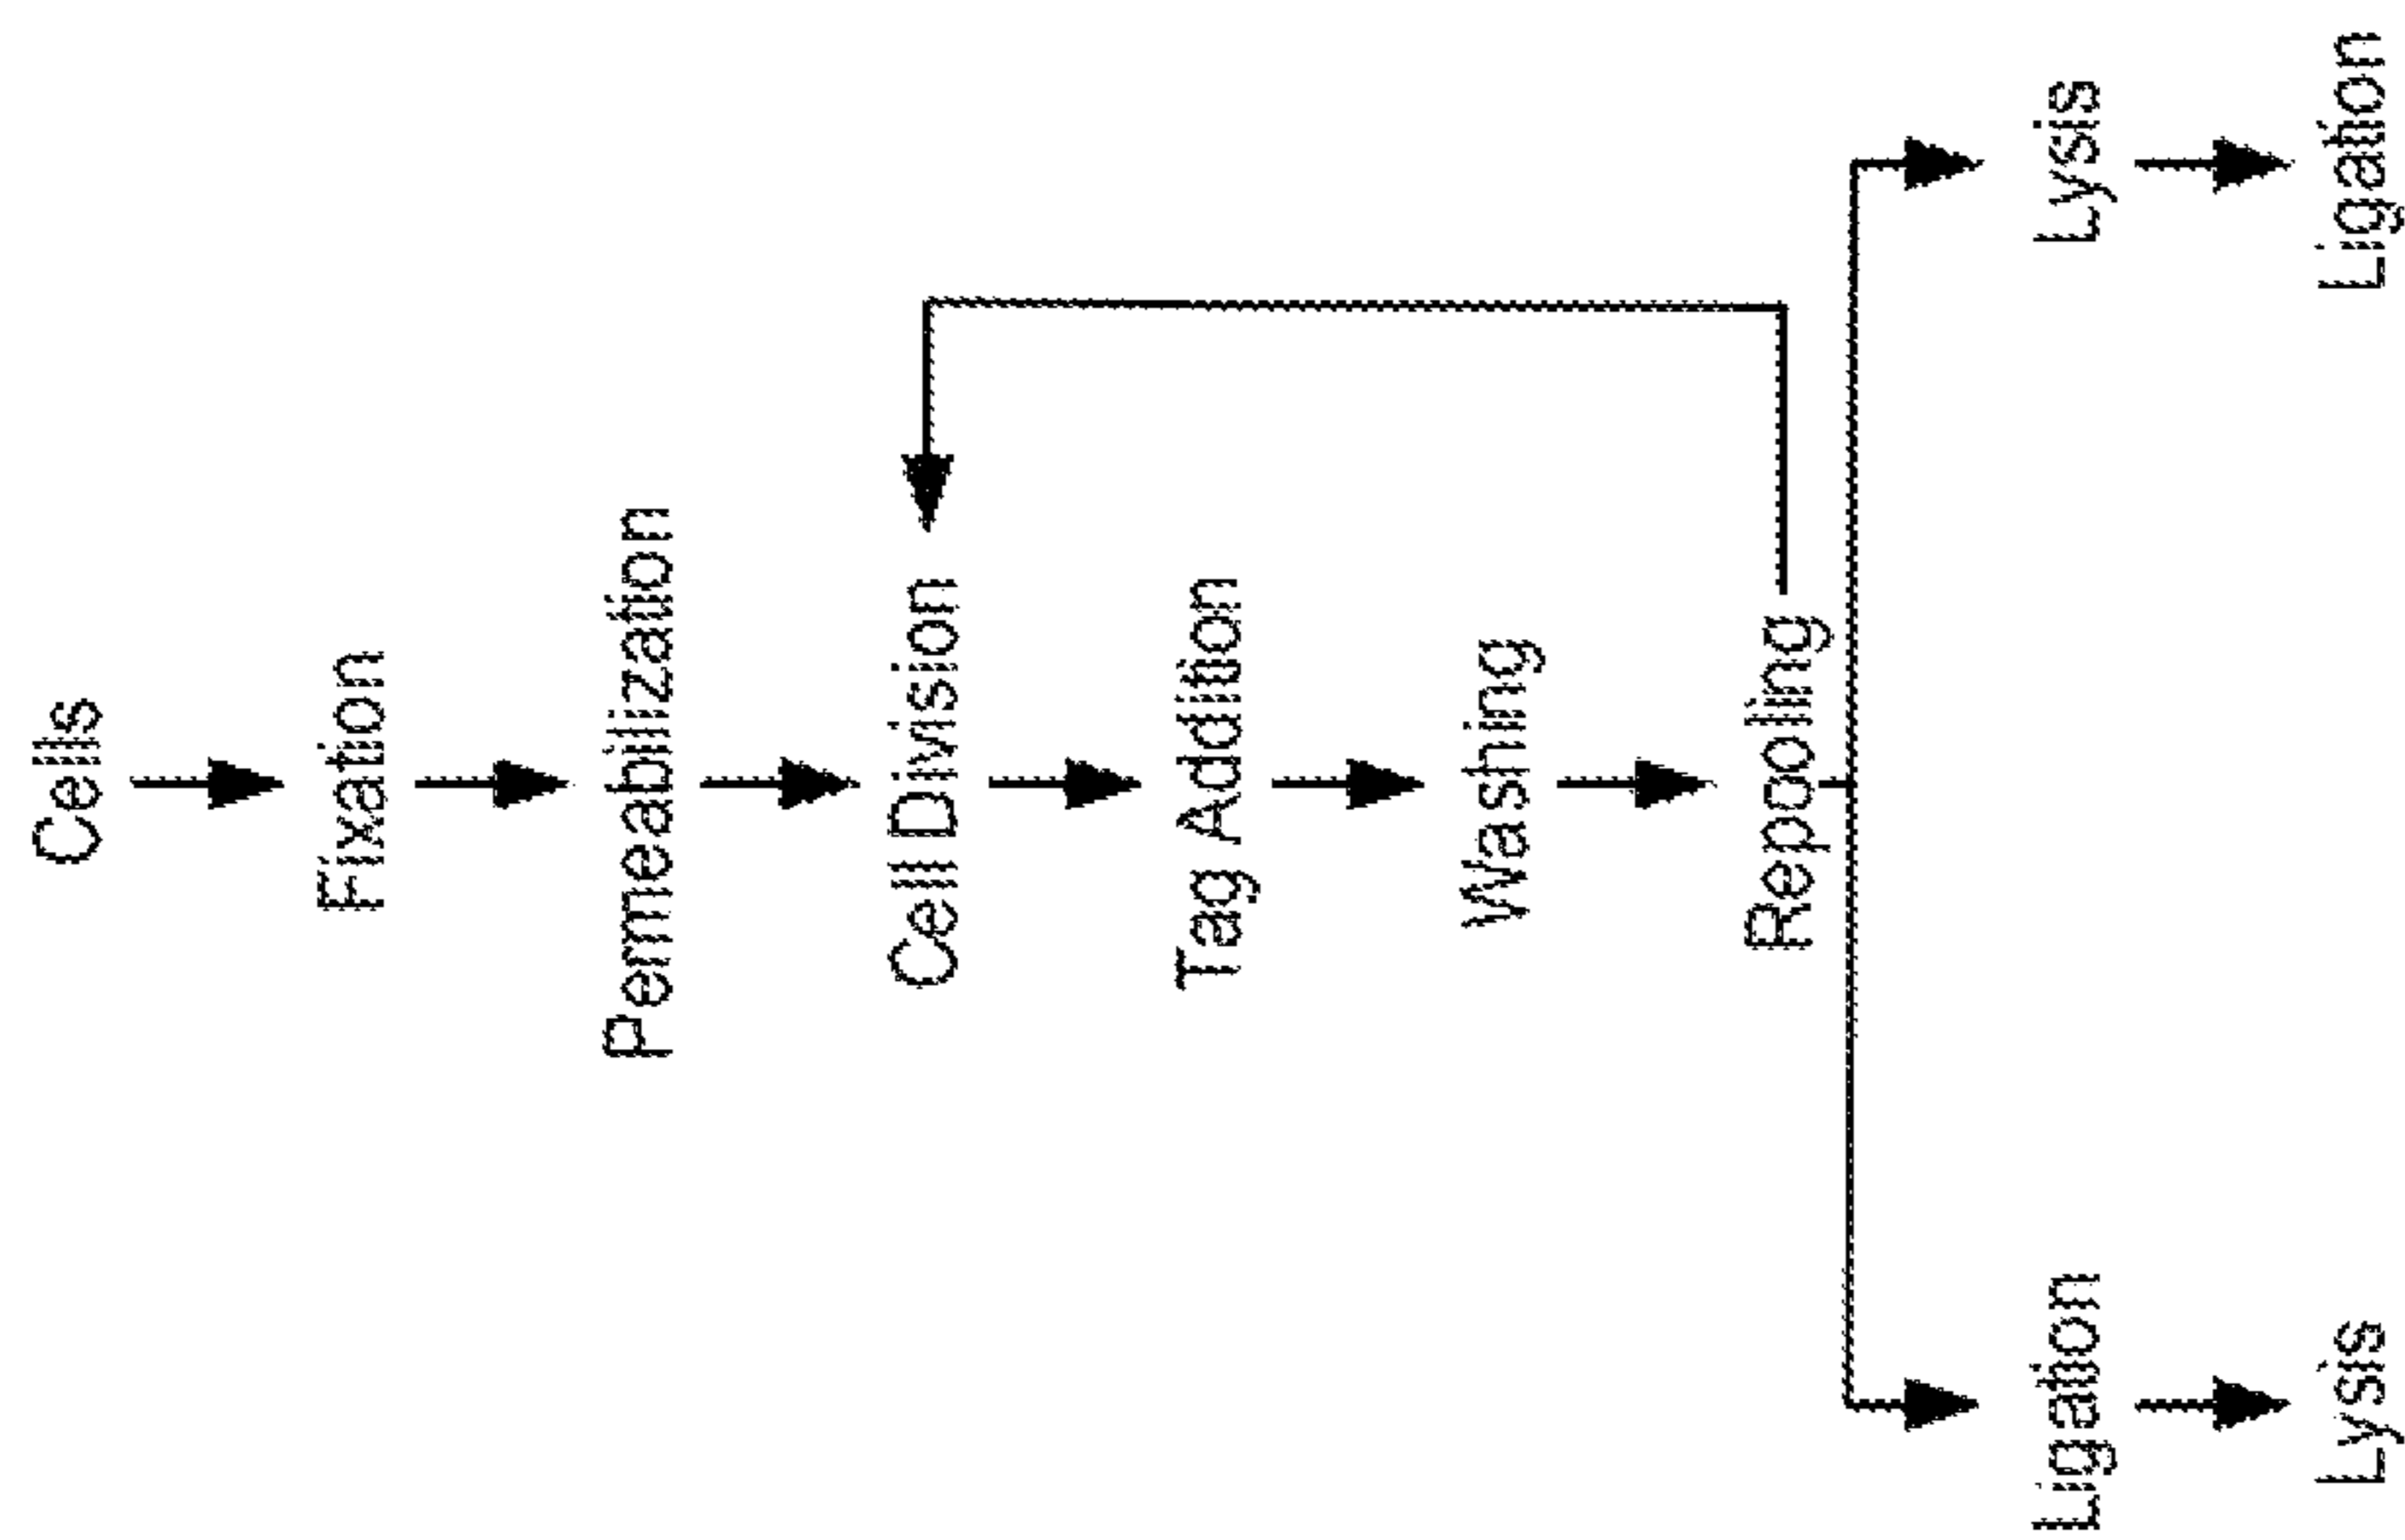 Cells
Fixation
Permeabilization
Cell Division
Tag Addition
Washing
Repooling
Ligation
Lysis
Lysis
Ligation